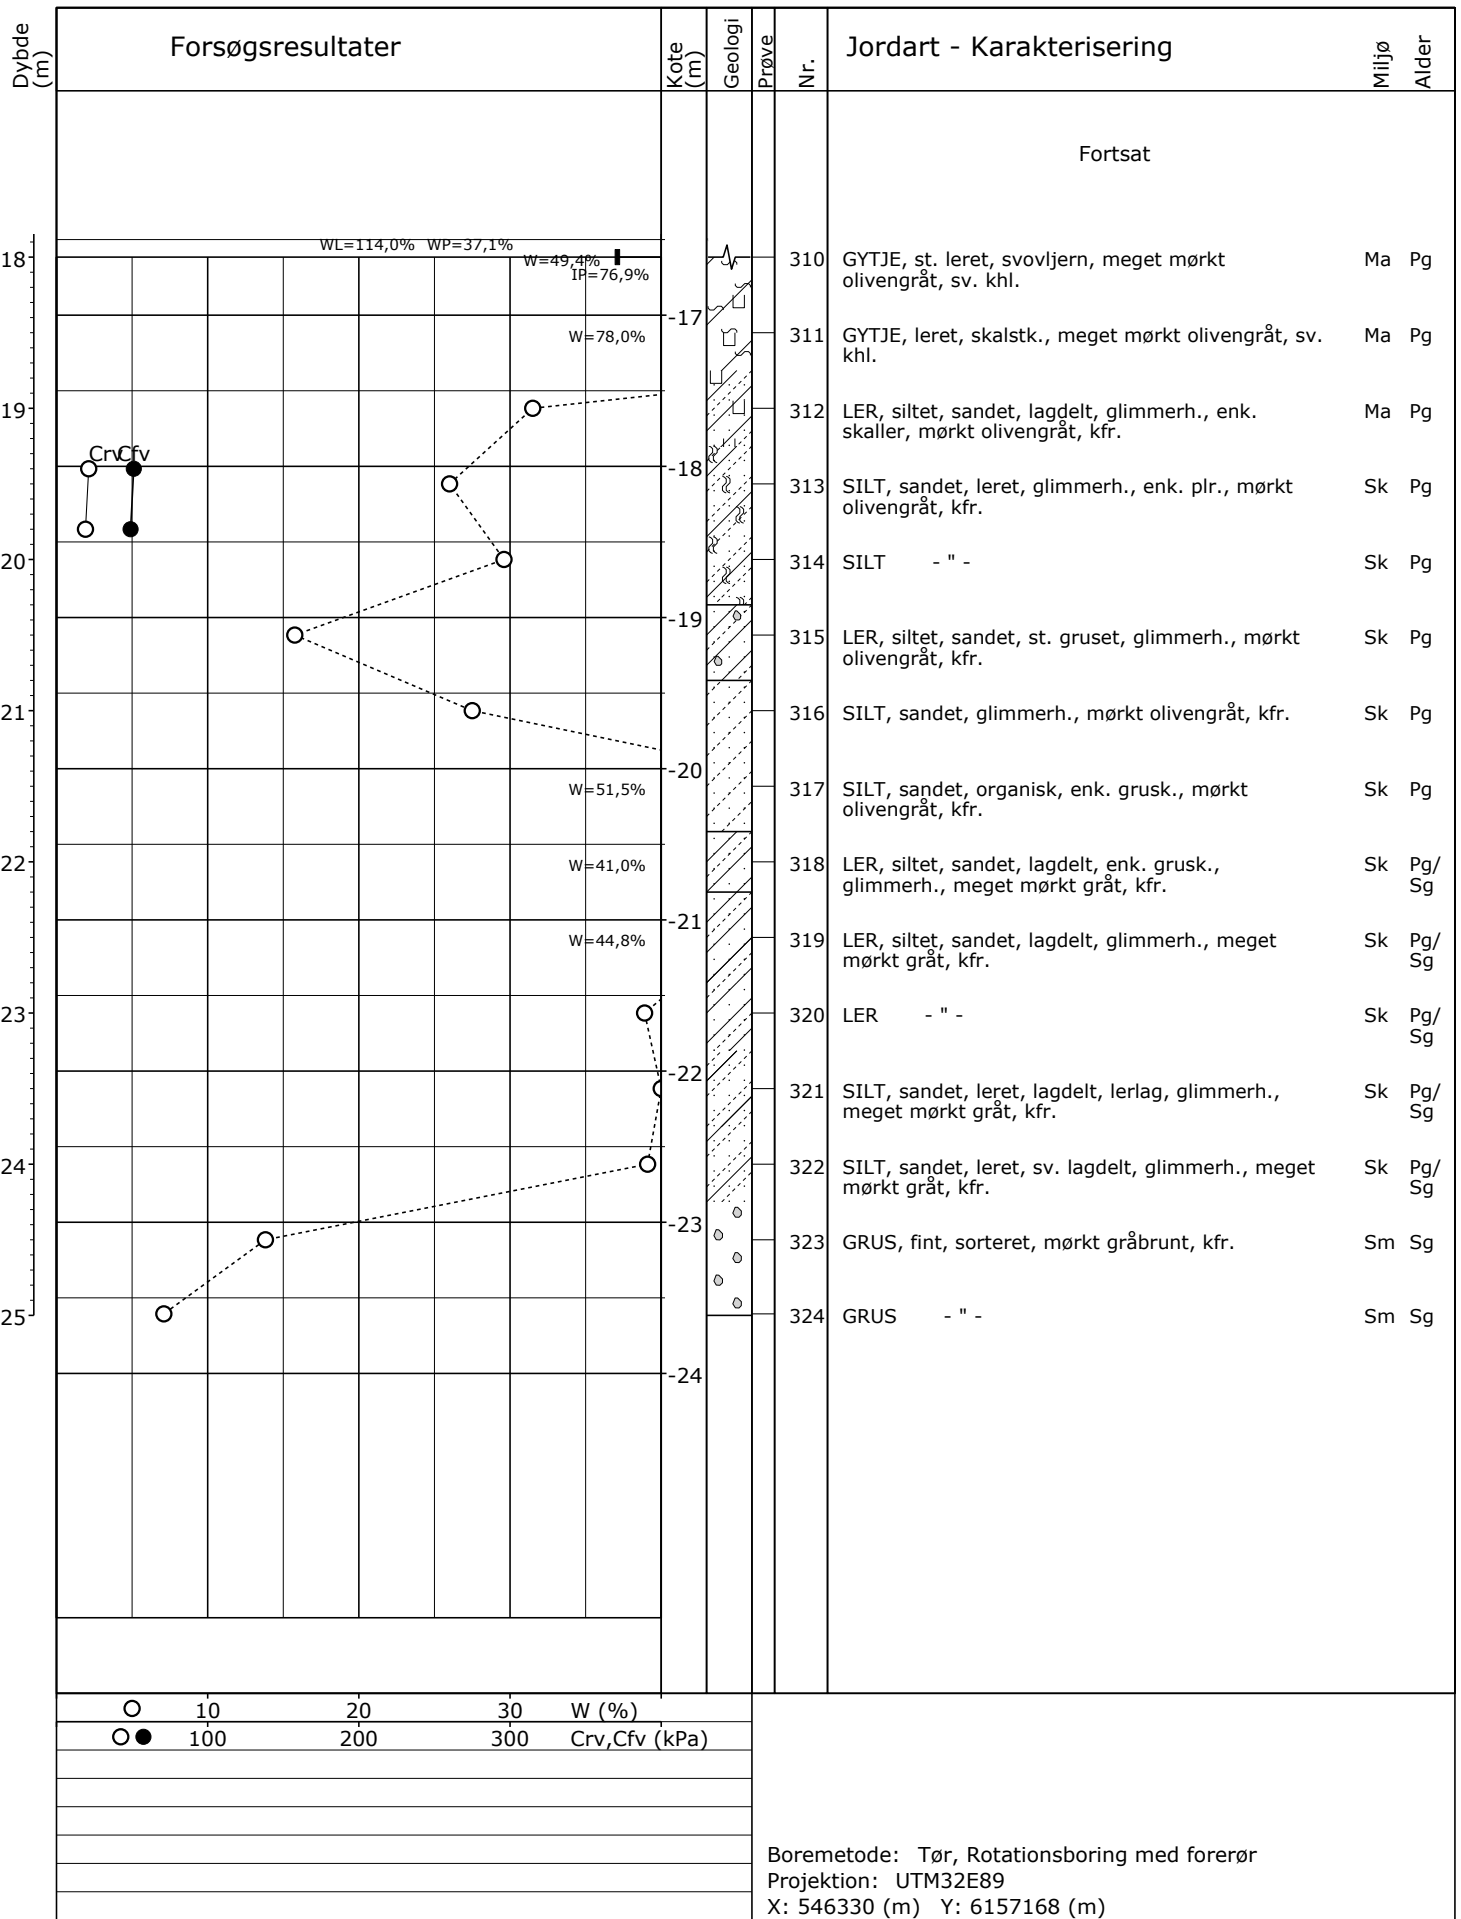 Dybde
(m)
Forsøgsresultater
Kote
(m)
Geologi
Prøve
Nr.
Jordart - Karakterisering
Miljø
Alder
Fortsat
WL=114,0% WP=37,1%
W=49,4%
IP=76,9%
18
310 GYTJE, st. leret, svovljern, meget mørkt Ma Pg
olivengråt, sv. khl.
-17
W=78,0%
311 GYTJE, leret, skalstk., meget mørkt olivengråt, sv. Ma Pg
khl.
19
312 LER, siltet, sandet, lagdelt, glimmerh., enk. Ma Pg
skaller, mørkt olivengråt, kfr.
Crv Cfv
-18
313 SILT, sandet, leret, glimmerh., enk. plr., mørkt Sk Pg
olivengråt, kfr.
20
314 SILT - " - Sk Pg
-19
315 LER, siltet, sandet, st. gruset, glimmerh., mørkt Sk Pg
olivengråt, kfr.
21
316 SILT, sandet, glimmerh., mørkt olivengråt, kfr. Sk Pg
-20
W=51,5%
317 SILT, sandet, organisk, enk. grusk., mørkt Sk Pg
olivengråt, kfr.
22
W=41,0%
318 LER, siltet, sandet, lagdelt, enk. grusk., Sk Pg/
glimmerh., meget mørkt gråt, kfr. Sg
-21
W=44,8%
319 LER, siltet, sandet, lagdelt, glimmerh., meget Sk Pg/
mørkt gråt, kfr. Sg
23
320 LER - " - Sk Pg/
Sg
-22
321 SILT, sandet, leret, lagdelt, lerlag, glimmerh., Sk Pg/
meget mørkt gråt, kfr. Sg
24
322 SILT, sandet, leret, sv. lagdelt, glimmerh., meget Sk Pg/
mørkt gråt, kfr. Sg
-23
323 GRUS, fint, sorteret, mørkt gråbrunt, kfr. Sm Sg
25
324 GRUS - " - Sm Sg
-24
10 20 30 W (%)
100 200 300 Crv,Cfv (kPa)
Boremetode: Tør, Rotationsboring med forerør
Projektion: UTM32E89
X: 546330 (m) Y: 6157168 (m)